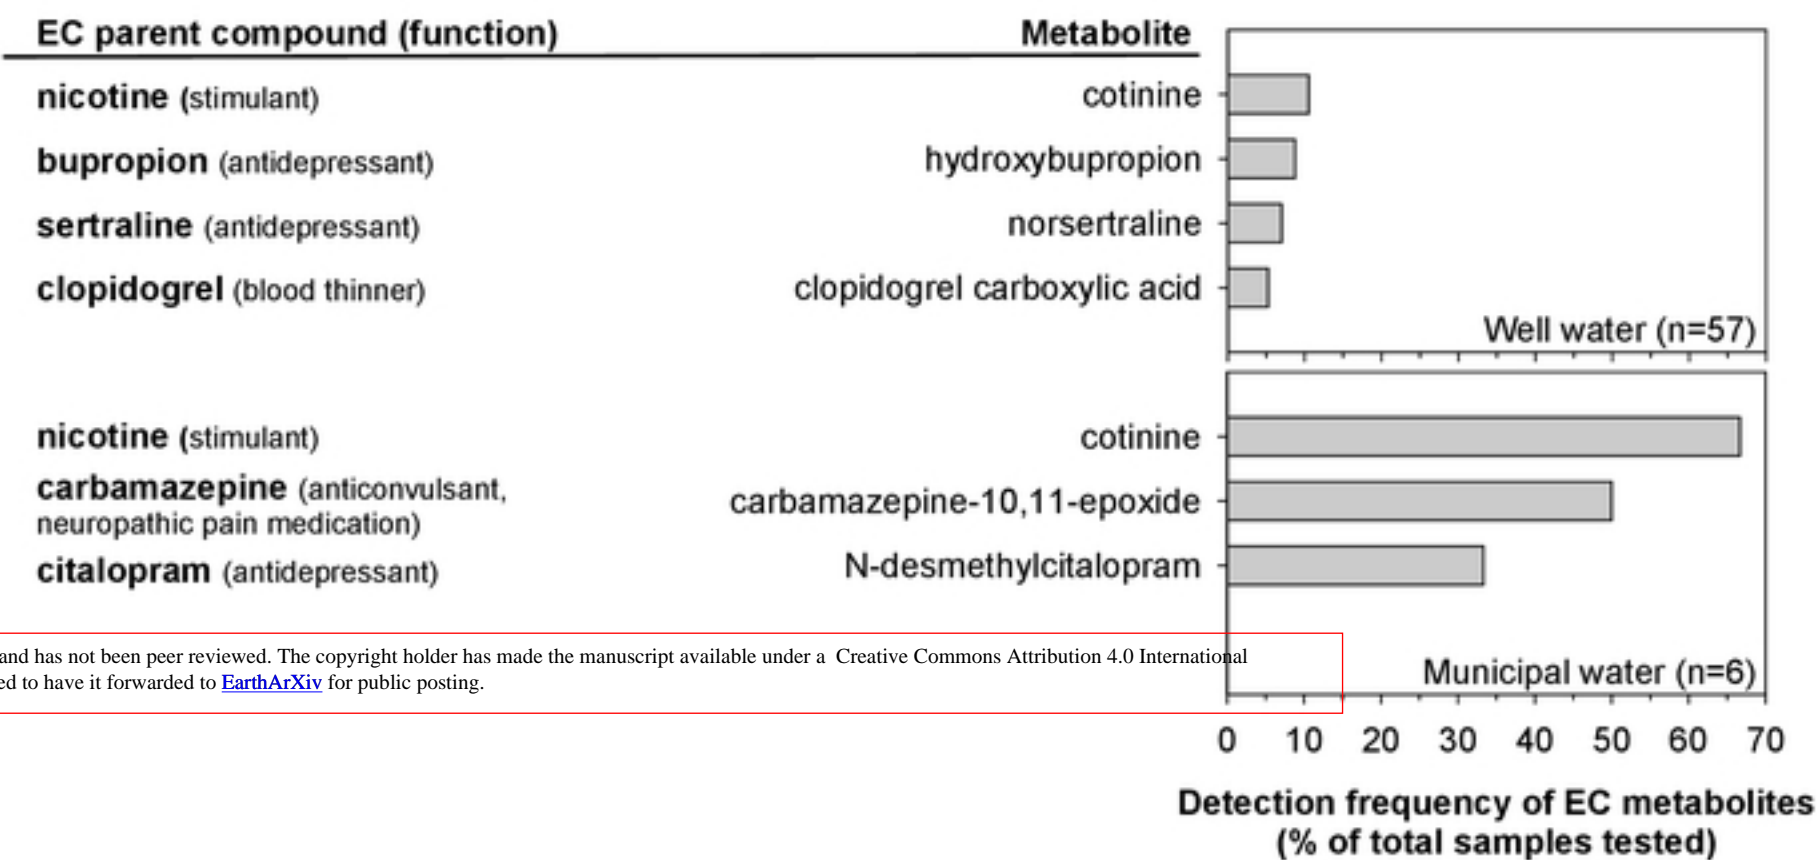 EC parent compound (function) Metabolite
nicotine (stimulant) cotinine
bupropion (antidepressant) hydroxybupropion
sertraline (antidepressant) norsertraline
clopidogrel (blood thinner) clopidogrel carboxylic acid
Well water (n=57)
nicotine (stimulant) cotinine
carbamazepine (anticonvulsant,
neuropathic pain medication) carbamazepine-10,11-epoxide
citalopram (antidepressant) N-desmethylcitalopram
and has not been peer reviewed. The copyright holder has made the manuscript available under a Creative Commons Attribution 4.0 International
ed to have it forwarded to EarthArXiv for public posting.
Municipal water (n=6)
0 10 20 30 40 50 60 70
Detection frequency of EC metabolites
(% of total samples tested)